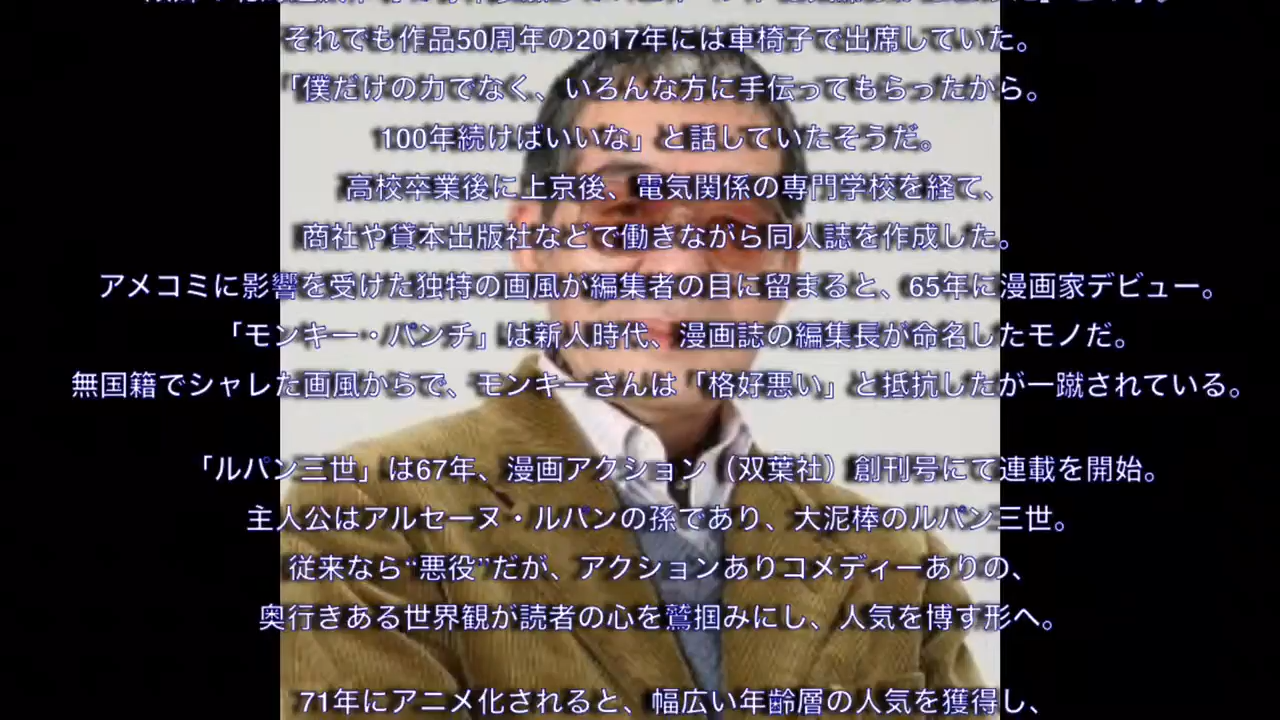 それでも作品50周年の2017年には車椅子で出席していた。
「僕だけの力でなく、いろんな方に手伝ってもらったから。
100年続けばいいな」と話していたそうだ。
高校卒業後に上京後、電気関係の専門学校を経て、
商社や貸本出版社などで働きながら同人誌を作成した。
アメコミに影響を受けた独特の画風が編集者の目に留まると、65年に漫画家デビュー。
「モンキー・パンチ」は新人時代、漫画誌の編集長が命名したモノだ。
無国籍でシャレた画風からで、モンキーさんは「格好悪い」と抵抗したが一蹴されている。
「ルパン三世」は67年、漫画アクション（双葉社）創刊号にて連載を開始。
主人公はアルセーヌ・ルパンの孫であり、大泥棒のルパン三世。
従来なら“悪役”だが、アクションありコメディーありの、
奥行きある世界観が読者の心を鷲掴みにし、人気を博す形へ。
71年にアニメ化されると、幅広い年齢層の人気を獲得し、